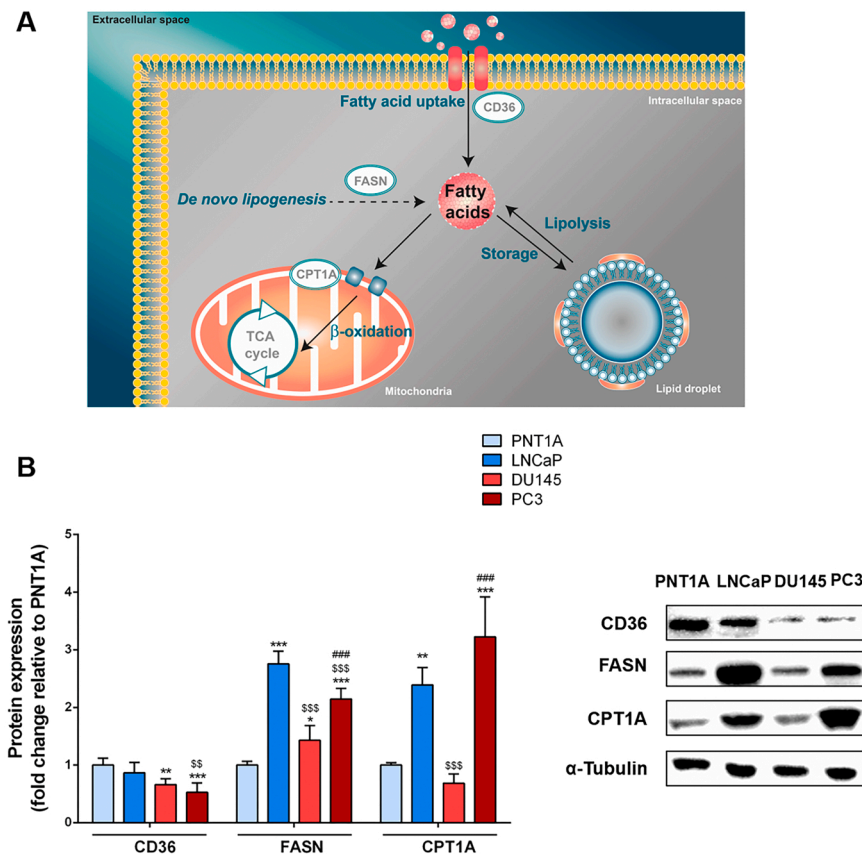 A
Extracellular space
Intracellular space
Fatty acid uptake
CD36
FASN
De novo lipogenesis
Fatty
acids
Lipolysis
Storage
CPT1A
β-oxidation
TCA
cycle
Mitochondria
Lipid droplet
B
PNT1A
LNCaP
DU145
PC3
Protein expression
(fold change relative to PNT1A)
5
4
3
2
1
0
**
$$
***
***
$$$
*
###
$$$
***
**
$$$
###
***
CD36
FASN
CPT1A
PNT1A LNCaP DU145 PC3
CD36
FASN
CPT1A
α-Tubulin